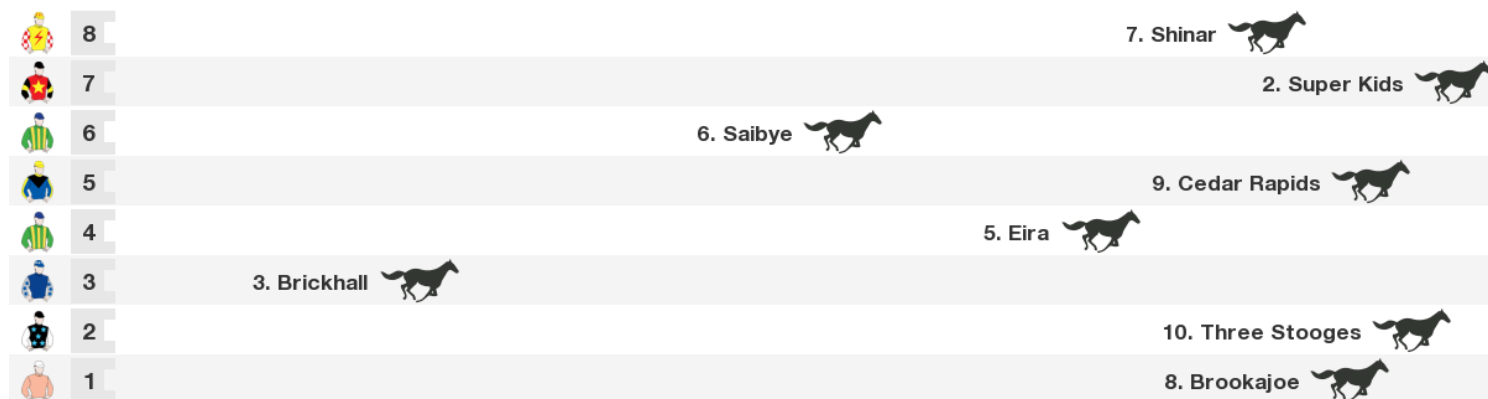 8 7. Shinar
7 2. Super Kids
6 6. Saibye
5 9. Cedar Rapids
4 5. Eira
3 3. Brickhall
2 10. Three Stooges
1 8. Brookajoe